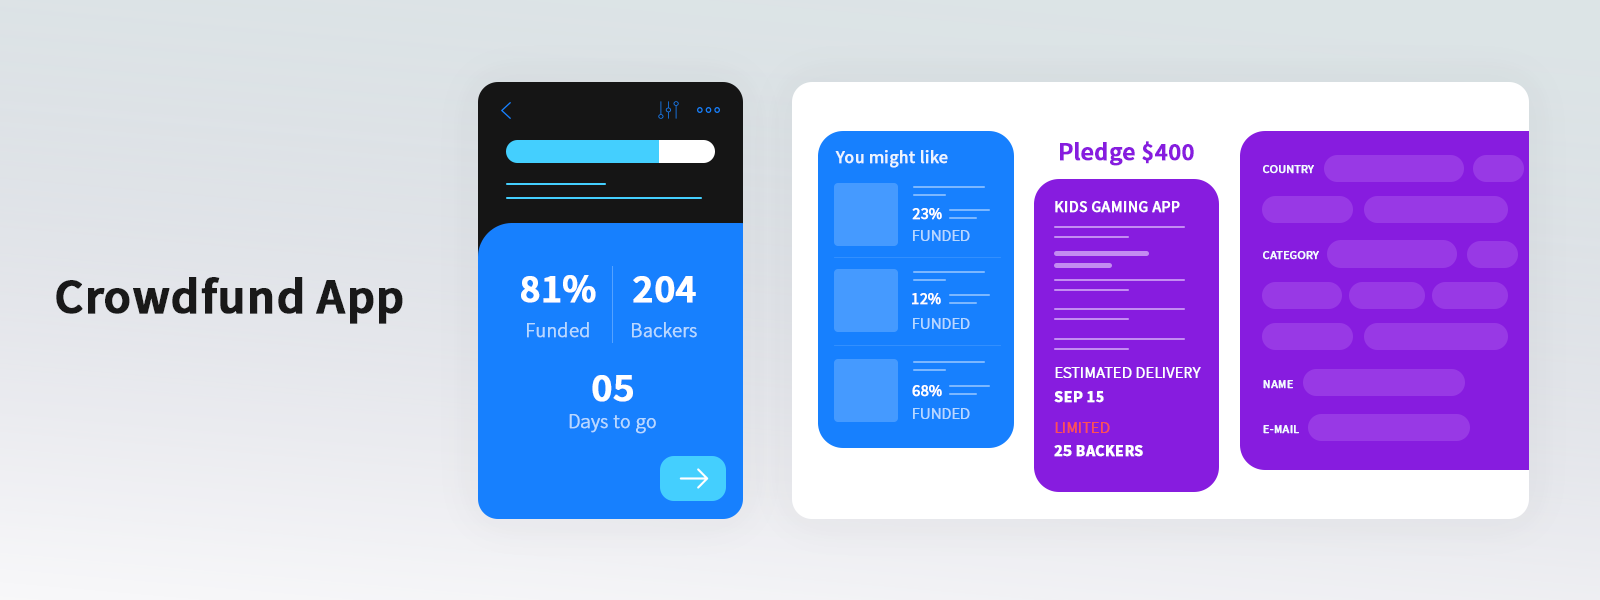 Crowdfund App
81%
Funded
204
Backers
05
Days to go
You might like
23%
FUNDED
12%
FUNDED
68%
FUNDED
Pledge $400
KIDS GAMING APP
ESTIMATED DELIVERY
SEP 15
LIMITED
25 BACKERS
COUNTRY
CATEGORY
NAME
E-MAIL